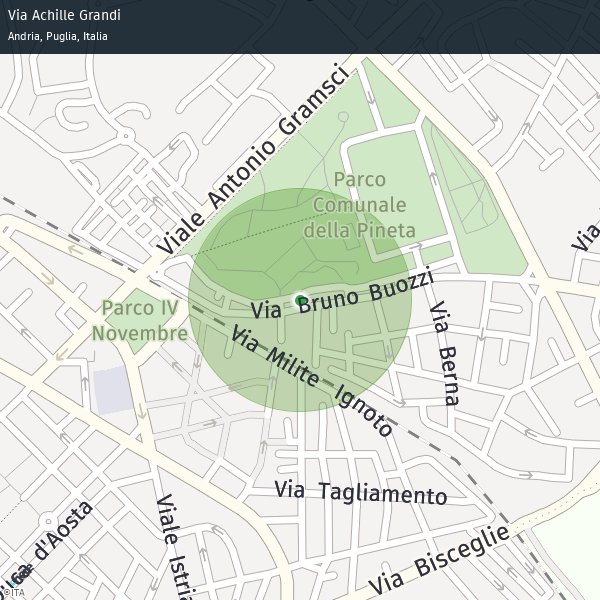 Via Achille Grandi
Andria, Puglia, Italia
Viale Antonio Gramsci
Parco
Comunale
della Pineta
Via
Parco IV
Novembre
Via Bruno Buozzi
Via Milite Ignoto
Via Berna
Via Tagliamento
Viale Istria
d'Aosta
Via Bisceglie
©ITA